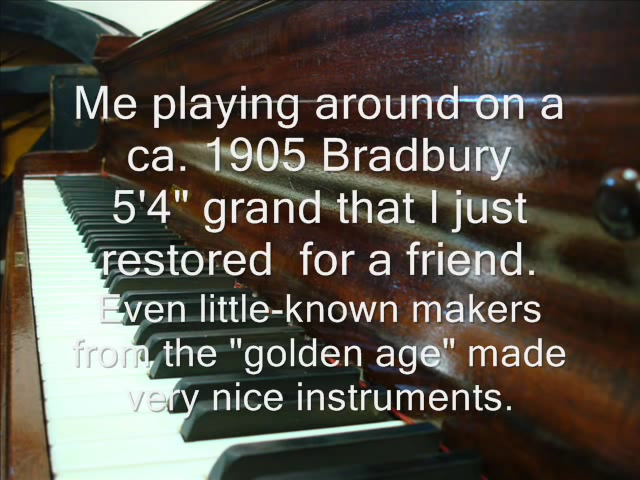 Me playing around on a
ca. 1905 Bradbury
5'4" grand that I just
restored  for a friend.
Even little-known makers
from the "golden age" made
very nice instruments.